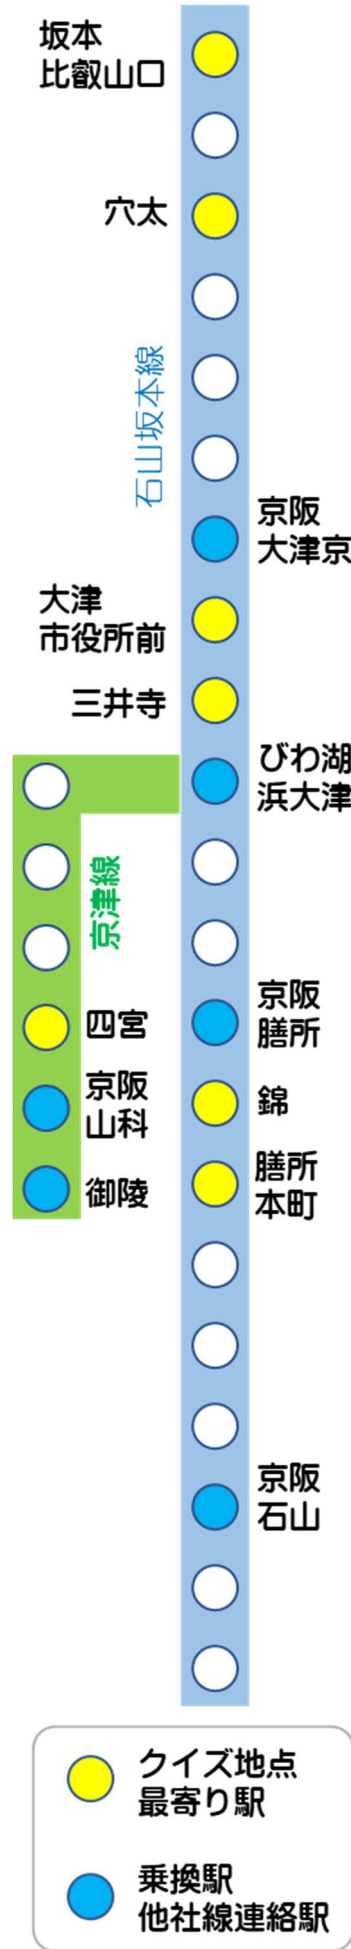 坂本
比叡山口
穴太
石山坂本線
京阪
大津京
大津
市役所前
三井寺
びわ湖
浜大津
京津線
京阪
膳所
四宮
京阪
山科
錦
御陵
膳所
本町
京阪
石山
クイズ地点
最寄り駅
乗換駅
他社線連絡駅